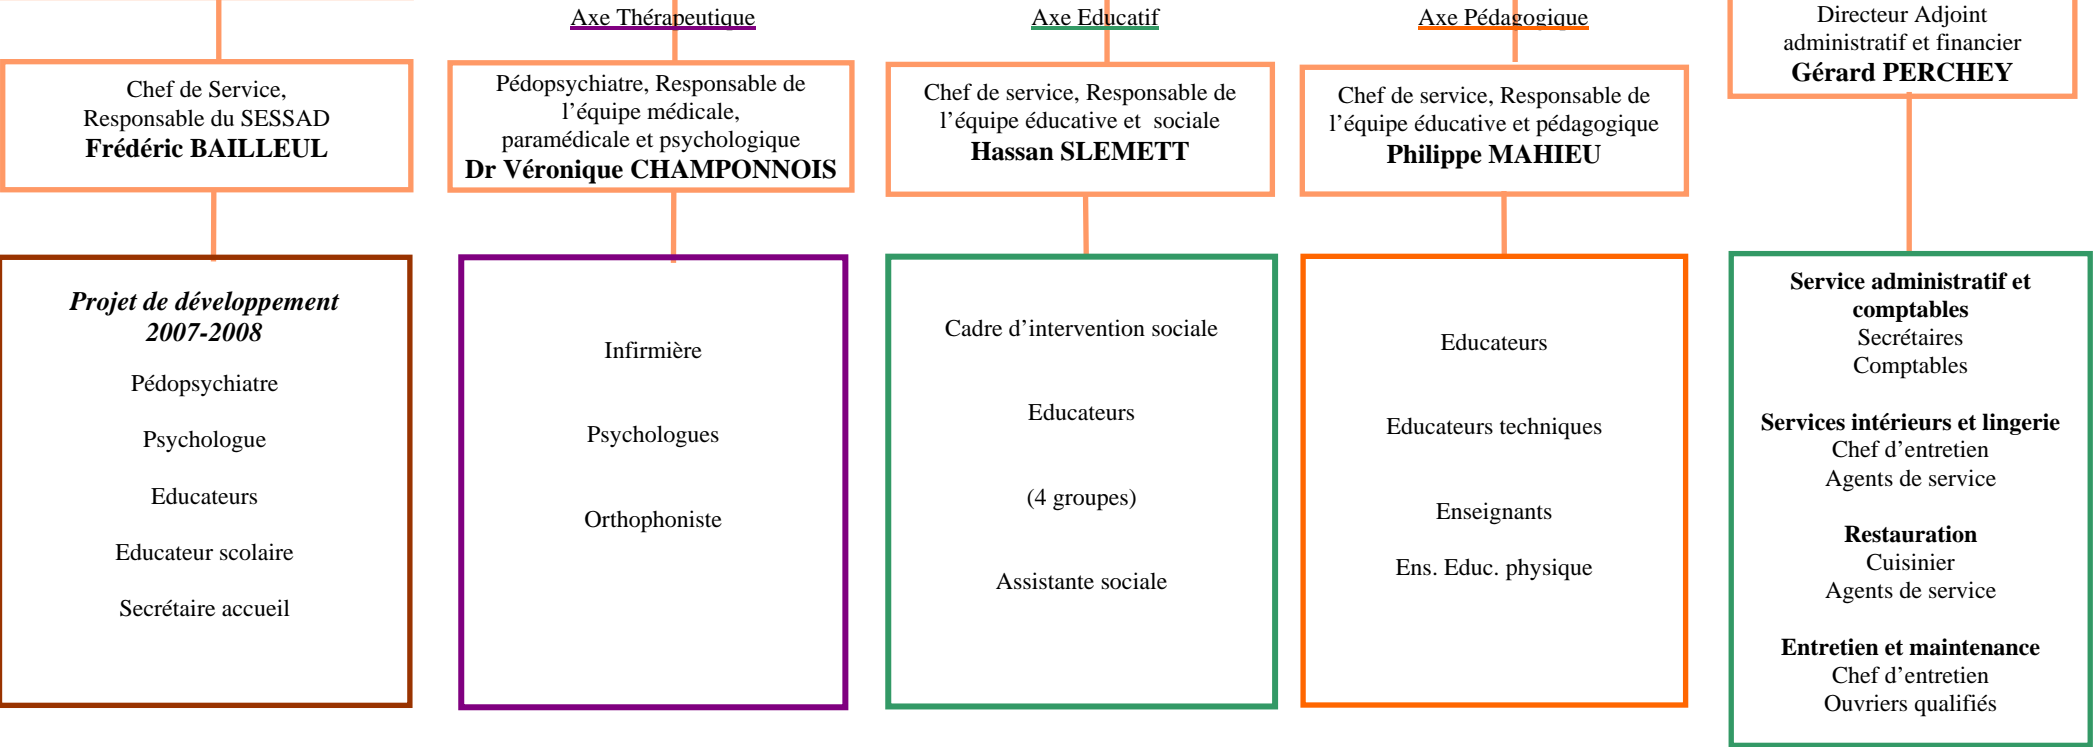 Axe Thérapeutique
Axe Educatif
Axe Pédagogique
Directeur Adjoint
administratif et financier
Gérard PERCHEY
Chef de Service,
Responsable du SESSAD
Frédéric BAILLEUL
Pédopsychiatre, Responsable de
l’équipe médicale,
paramédicale et psychologique
Dr Véronique CHAMPONNOIS
Chef de service, Responsable de
l’équipe éducative et sociale
Hassan SLEMETT
Chef de service, Responsable de
l’équipe éducative et pédagogique
Philippe MAHIEU
Projet de développement
2007-2008
Pédopsychiatre
Psychologue
Educateurs
Educateur scolaire
Secrétaire accueil
Infirmière
Psychologues
Orthophoniste
Cadre d’intervention sociale
Educateurs
(4 groupes)
Assistante sociale
Educateurs
Educateurs techniques
Enseignants
Ens. Educ. physique
Service administratif et
comptables
Secrétaires
Comptables
Services intérieurs et lingerie
Chef d’entretien
Agents de service
Restauration
Cuisinier
Agents de service
Entretien et maintenance
Chef d’entretien
Ouvriers qualifiés